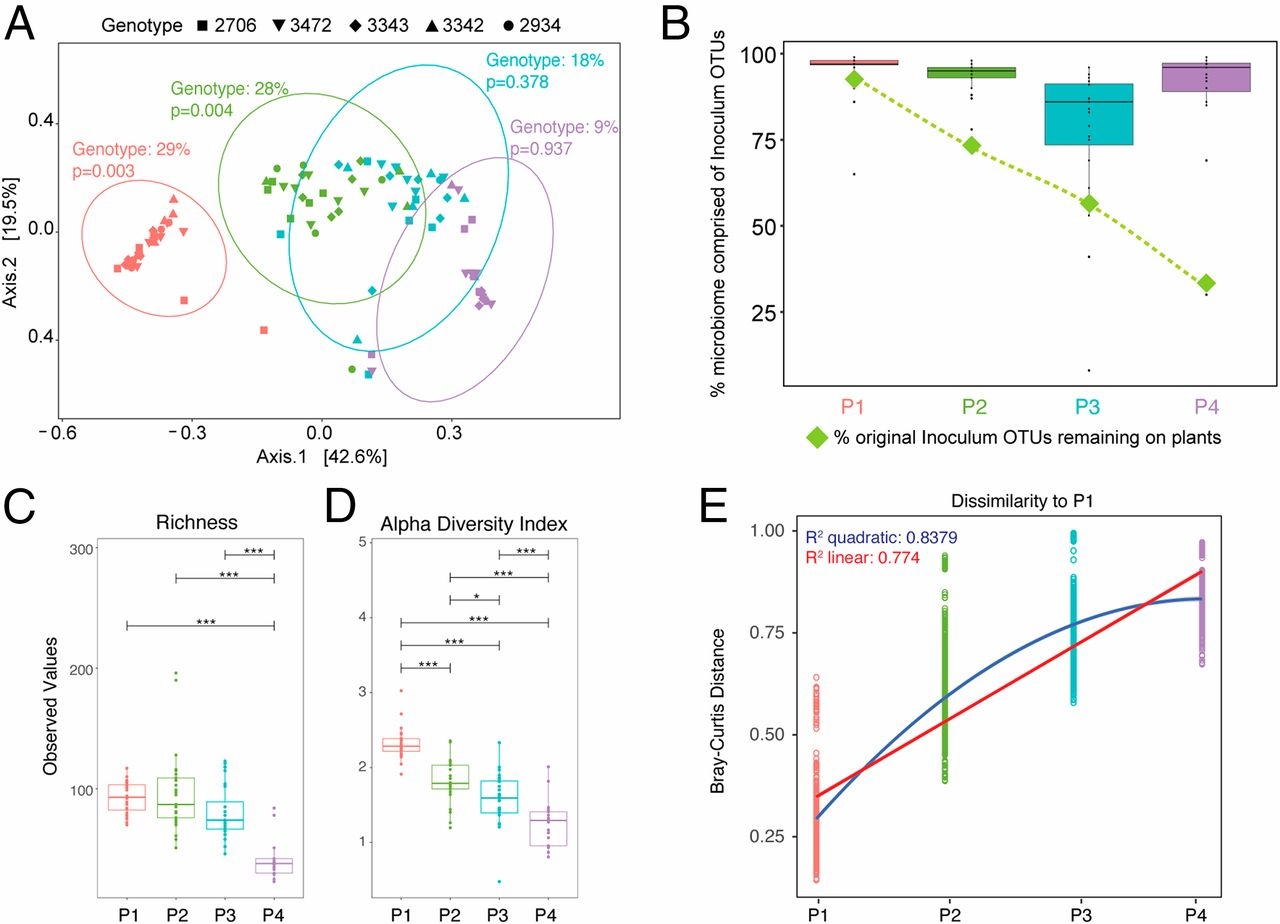 A
Genotype 2706 3472 3343 3342 2934
Genotype: 18%
p=0.378
Genotype: 28%
p=0.004
Genotype: 9%
p=0.937
Genotype: 29%
p=0.003
0.4
0.0
0.4
Axis.2 [19.5%]
−0.6 −0.3 0.0 0.3
Axis.1 [42.6%]
B
% microbiome comprised of Inoculum OTUs
100
75
50
25
P1 P2 P3 P4
% original Inoculum OTUs remaining on plants
C
Richness
Observed Values
300
200
100
***
***
***
P1 P2 P3 P4
D
Alpha Diversity Index
5
4
3
2
1
***
***
*
***
***
***
P1 P2 P3 P4
E
Dissimilarity to P1
R² quadratic: 0.8379
R² linear: 0.774
Bray-Curtis Distance
1.00
0.75
0.50
0.25
P1 P2 P3 P4